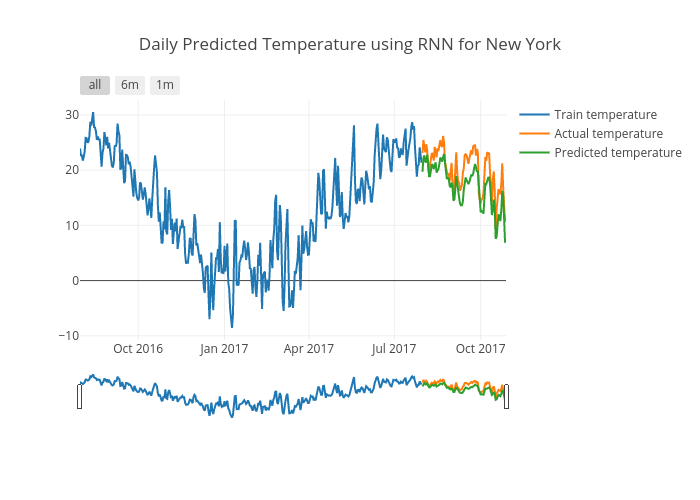 Daily Predicted Temperature using RNN for New York
all 6m 1m
Train temperature
Actual temperature
Predicted temperature
30
20
10
0
−10
Oct 2016 Jan 2017 Apr 2017 Jul 2017 Oct 2017